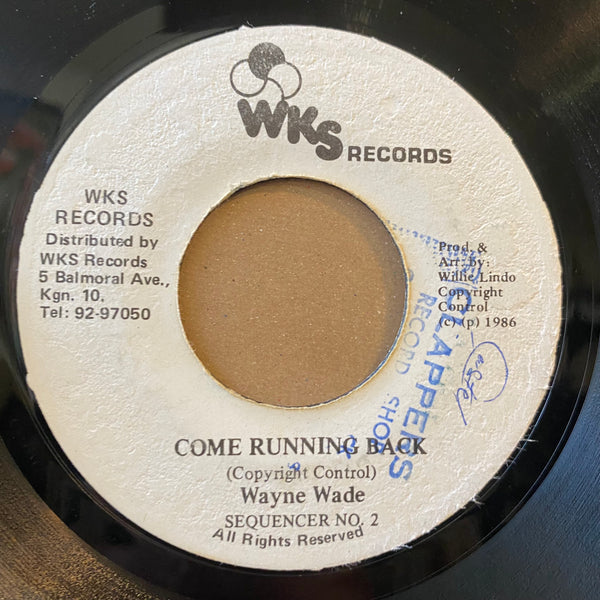 WKS RECORDS
WKS
RECORDS
Distributed by
WKS Records
5 Balmoral Ave.,
Kgn. 10,
Tel: 92-97050
Prod. &
Arr. by:
Willie Lindo
Copyright
Control
(c) (p) 1986
CLAPPERS
RECORD SHOP
COME RUNNING BACK
(Copyright Control)
Wayne Wade
SEQUENCER NO. 2
All Rights Reserved